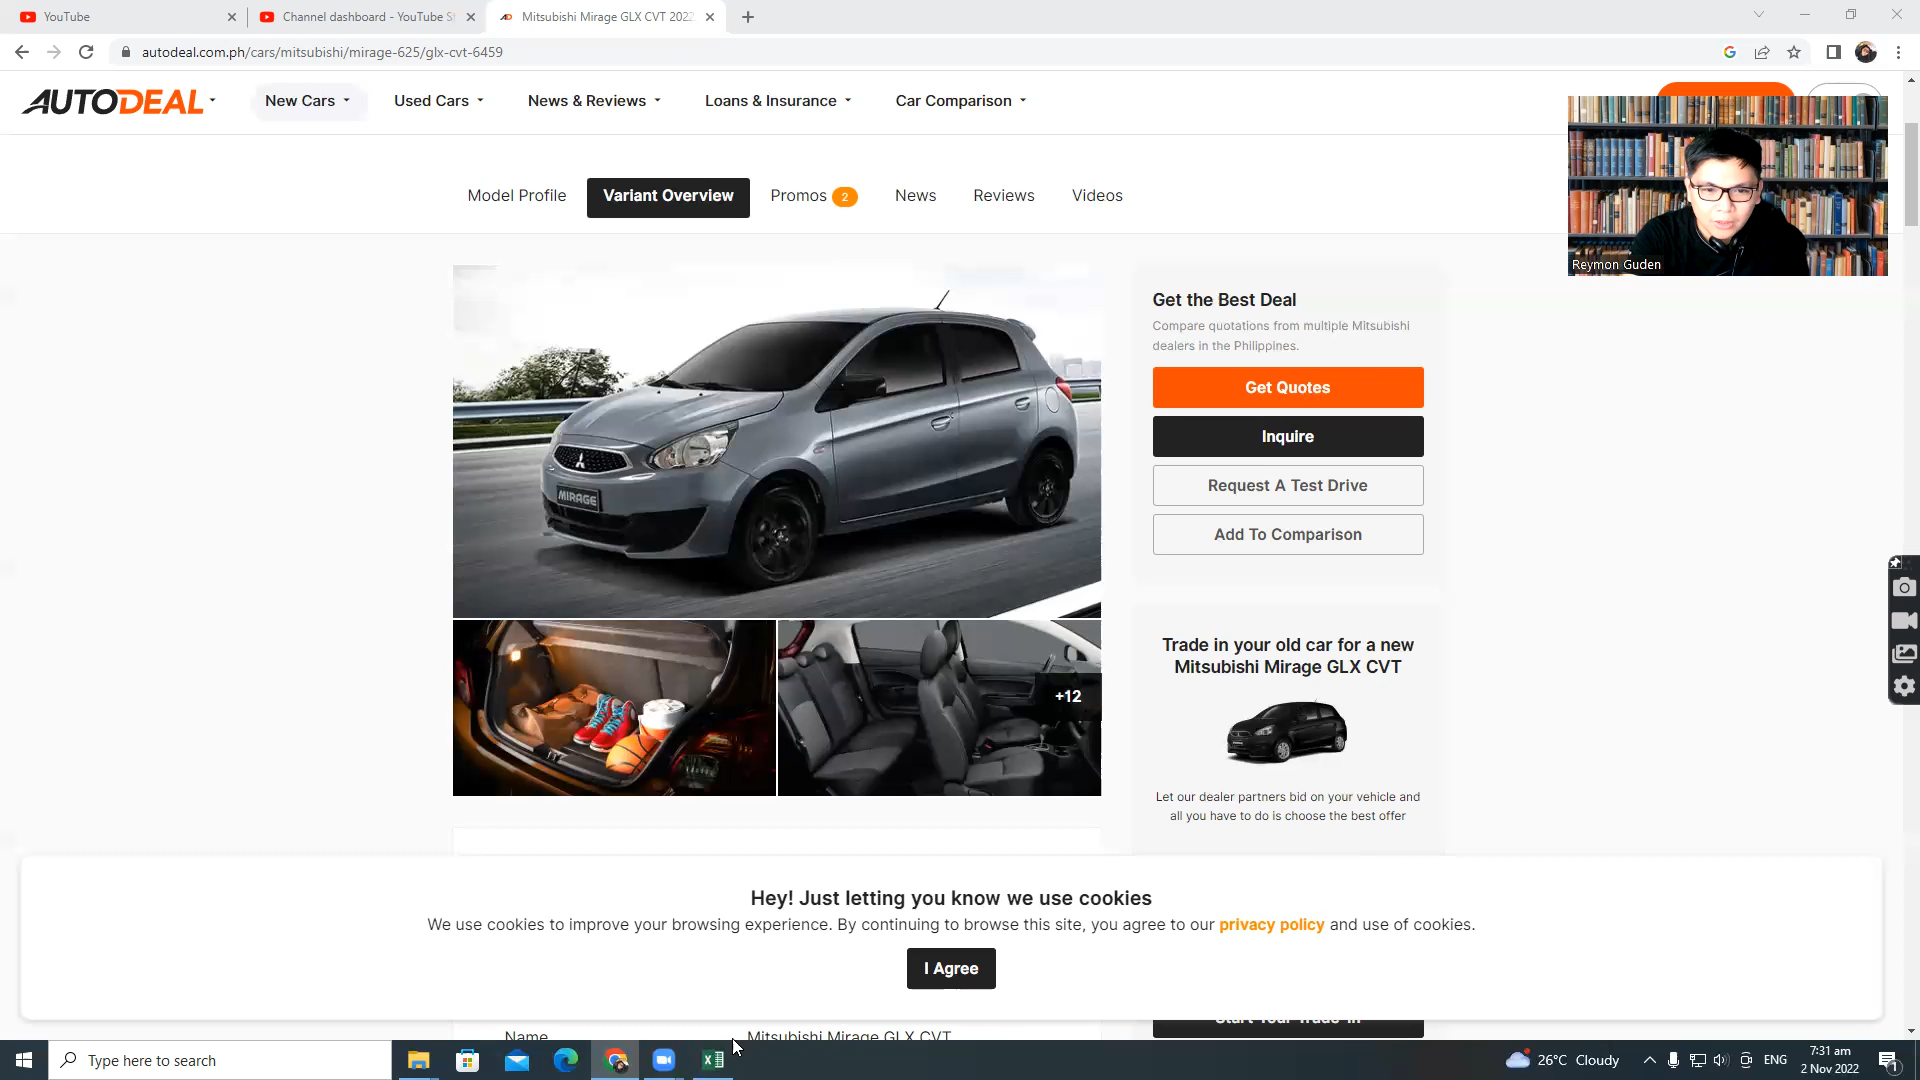 YouTube
Channel dashboard - YouTube St
Mitsubishi Mirage GLX CVT 2022
autodeal.com.ph/cars/mitsubishi/mirage-625/glx-cvt-6459
AUTODEAL
New Cars
Used Cars
News & Reviews
Loans & Insurance
Car Comparison
Model Profile
Variant Overview
Promos 2
News
Reviews
Videos
Reymon Guden
MIRAGE
+12
Get the Best Deal
Compare quotations from multiple Mitsubishi
dealers in the Philippines.
Get Quotes
Inquire
Request A Test Drive
Add To Comparison
Trade in your old car for a new
Mitsubishi Mirage GLX CVT
Let our dealer partners bid on your vehicle and
all you have to do is choose the best offer
Hey! Just letting you know we use cookies
We use cookies to improve your browsing experience. By continuing to browse this site, you agree to our privacy policy and use of cookies.
I Agree
Start Your Trade-in
Name
Mitsubishi Mirage GLX CVT
Type here to search
26°C Cloudy
ENG
7:31 am
2 Nov 2022
1